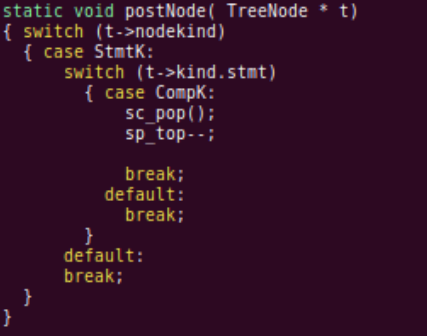 static void postNode( TreeNode * t)
{ switch (t->nodekind)
  { case StmtK:
      switch (t->kind.stmt)
        { case CompK:
            sc_pop();
            sp_top--;

            break;
          default:
            break;
        }
      default:
      break;
  }
}